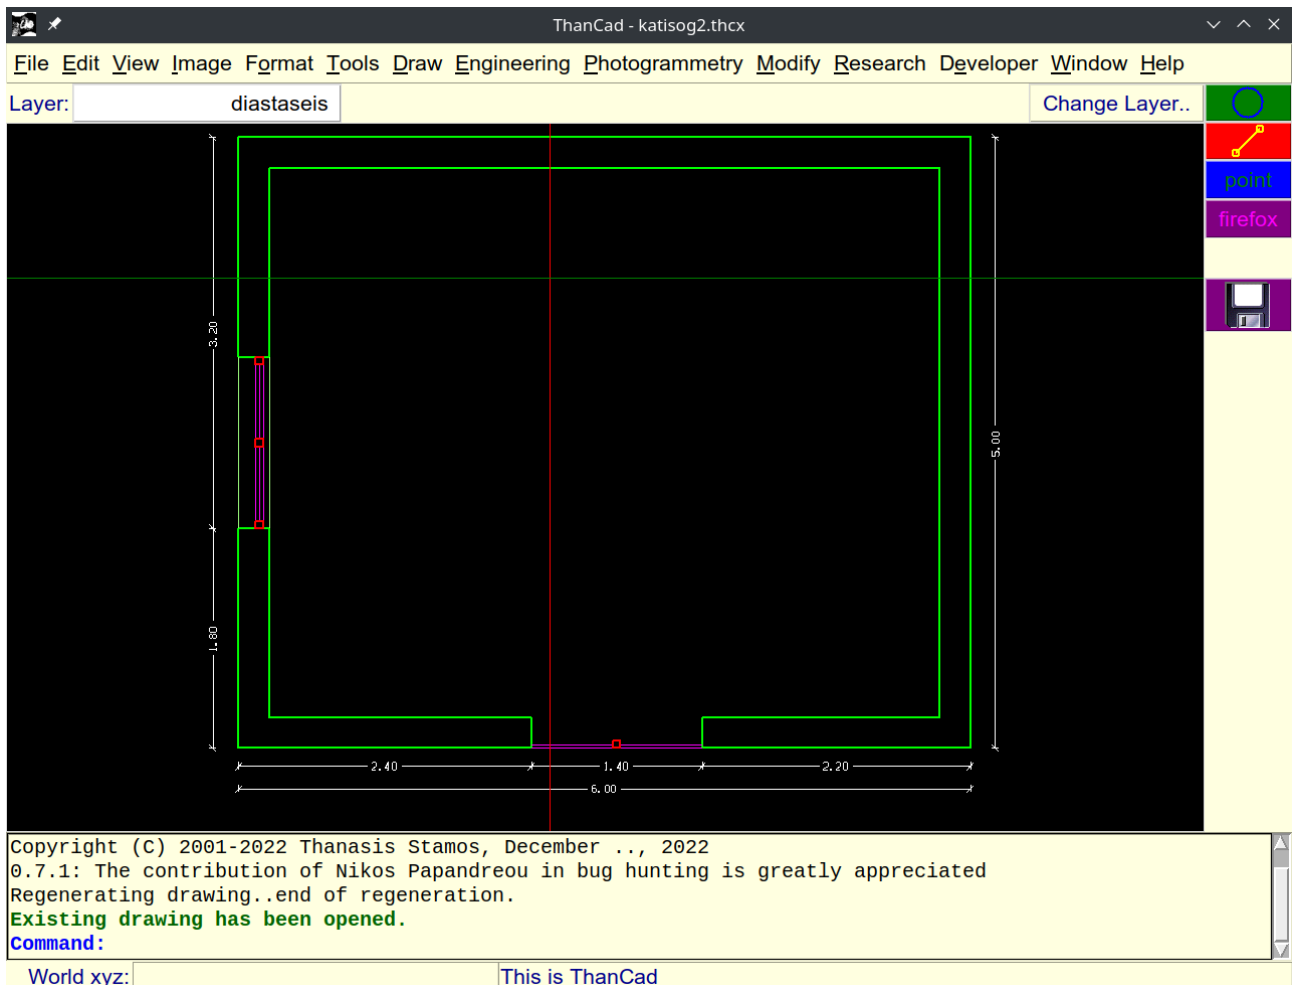 ThanCad - katisog2.thcx
File Edit View Image Format Tools Draw Engineering Photogrammetry Modify Research Developer Window Help
Layer: diastaseis Change Layer..
point
firefox
3.20
5.00
1.80
2.40 1.40 2.20
6.00
Copyright (C) 2001-2022 Thanasis Stamos, December .., 2022
0.7.1: The contribution of Nikos Papandreou in bug hunting is greatly appreciated
Regenerating drawing..end of regeneration.
Existing drawing has been opened.
Command:
World xyz: This is ThanCad